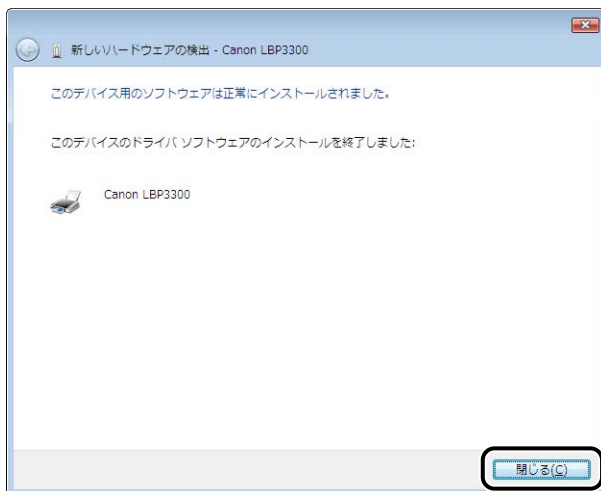 新しいハードウェアの検出 - Canon LBP3300
このデバイス用のソフトウェアは正常にインストールされました。
このデバイスのドライバ ソフトウェアのインストールを終了しました:
Canon LBP3300
閉じる(C)